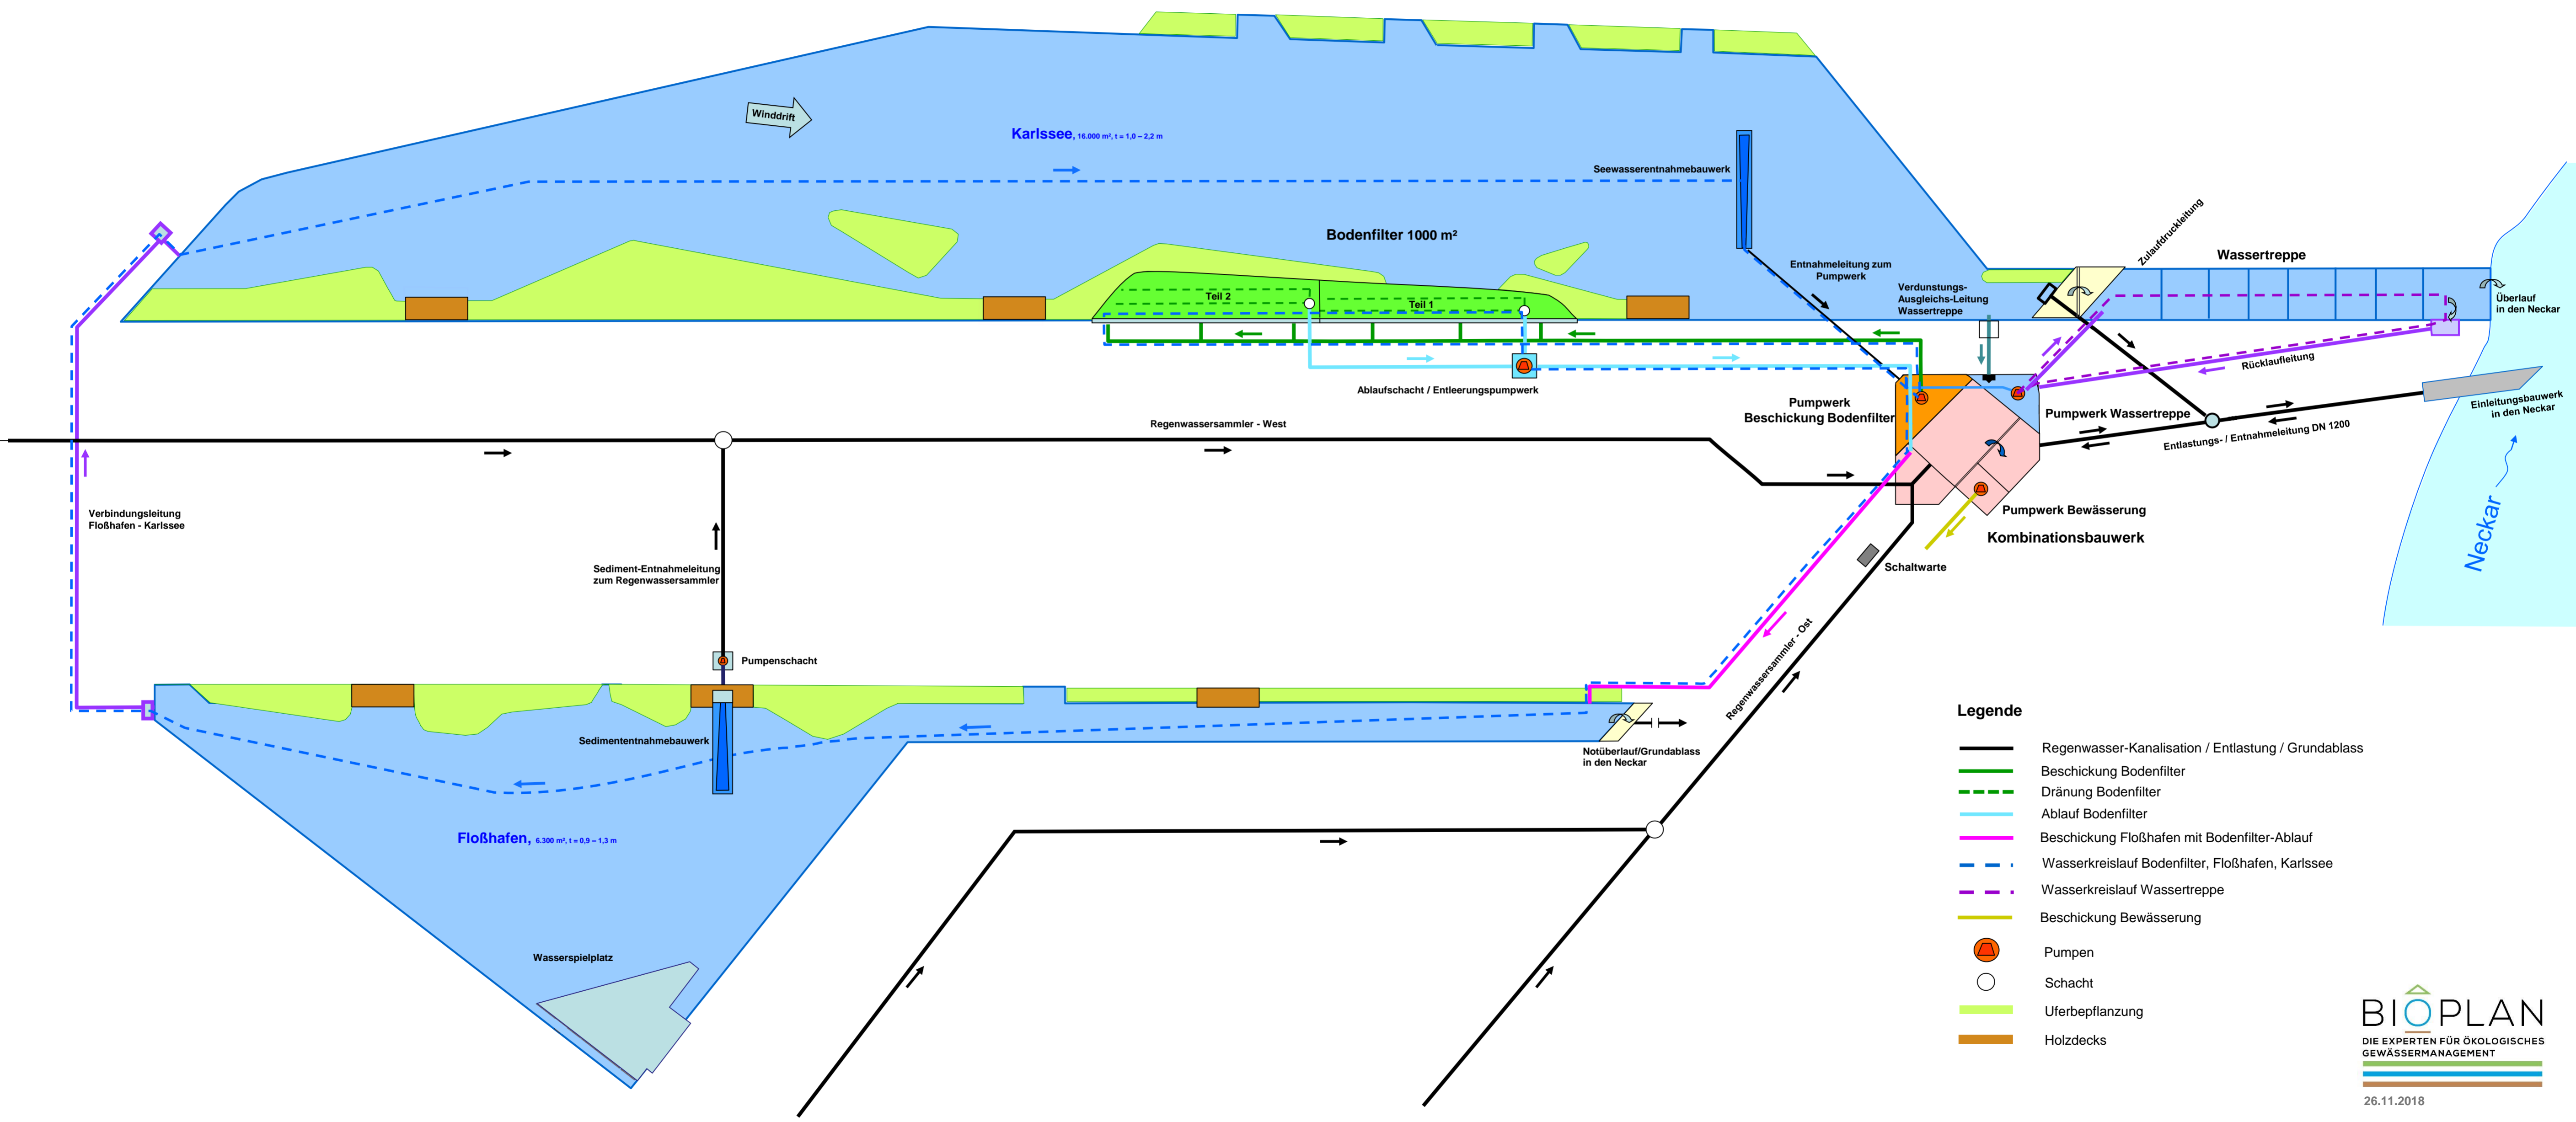 Winddrift
Karlssee, 16.000 m², t = 1,0 – 2,2 m
Seewasserentnahmebauwerk
Bodenfilter 1000 m²
Entnahmeleitung zum
Pumpwerk
Zulaufdruckleitung
Wassertreppe
Verdunstungs-
Ausgleichs-Leitung
Wassertreppe
Überlauf
in den Neckar
Teil 2
Teil 1
Rücklaufleitung
Ablaufschacht / Entleerungspumpwerk
Pumpwerk
Beschickung Bodenfilter
Pumpwerk Wassertreppe
Einleitungsbauwerk
in den Neckar
Entlastungs- / Entnahmeleitung DN 1200
Regenwassersammler - West
Neckar
Verbindungsleitung
Floßhafen - Karlssee
Pumpwerk Bewässerung
Kombinationsbauwerk
Schaltwarte
Sediment-Entnahmeleitung
zum Regenwassersammler
Pumpenschacht
Regenwassersammler - Ost
Sedimententnahmebauwerk
Notüberlauf/Grundablass
in den Neckar
Floßhafen, 6.300 m², t = 0,9 – 1,3 m
Wasserspielplatz
Legende
Regenwasser-Kanalisation / Entlastung / Grundablass
Beschickung Bodenfilter
Dränung Bodenfilter
Ablauf Bodenfilter
Beschickung Floßhafen mit Bodenfilter-Ablauf
Wasserkreislauf Bodenfilter, Floßhafen, Karlssee
Wasserkreislauf Wassertreppe
Beschickung Bewässerung
Pumpen
Schacht
Uferbepflanzung
Holzdecks
BIOPLAN
DIE EXPERTEN FÜR ÖKOLOGISCHES
GEWÄSSERMANAGEMENT
26.11.2018